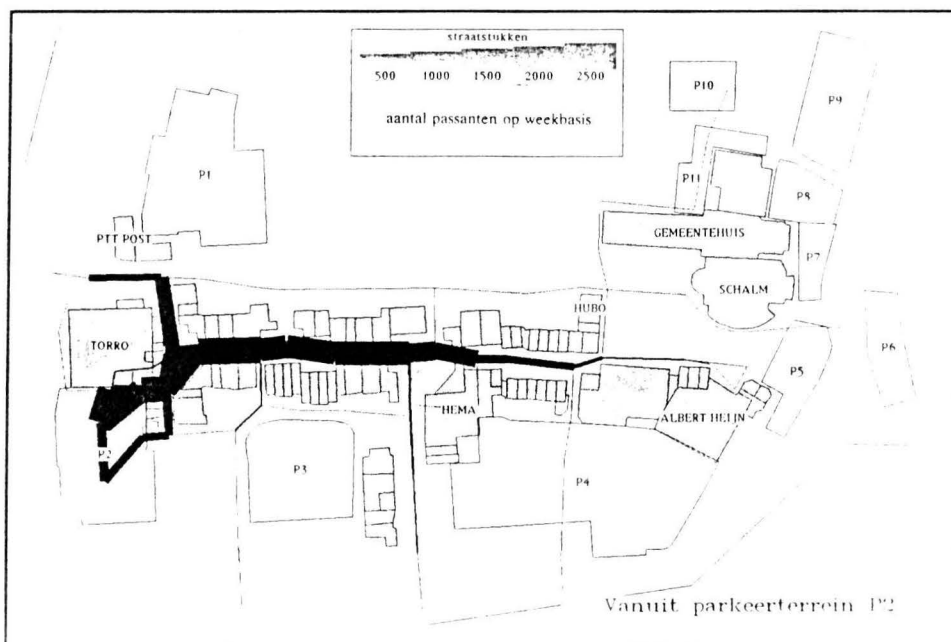 straatstukken
500 1000 1500 2000 2500
aantal passanten op weekbasis
P10
P9
P1
P11
P8
PTT POST
GEMEENTEHUIS
P7
SCHALM
HUBO
TORRO
P6
P5
HEMA
ALBERT HEIJN
P2
P3
P4
Vanuit parkeerterrein P2